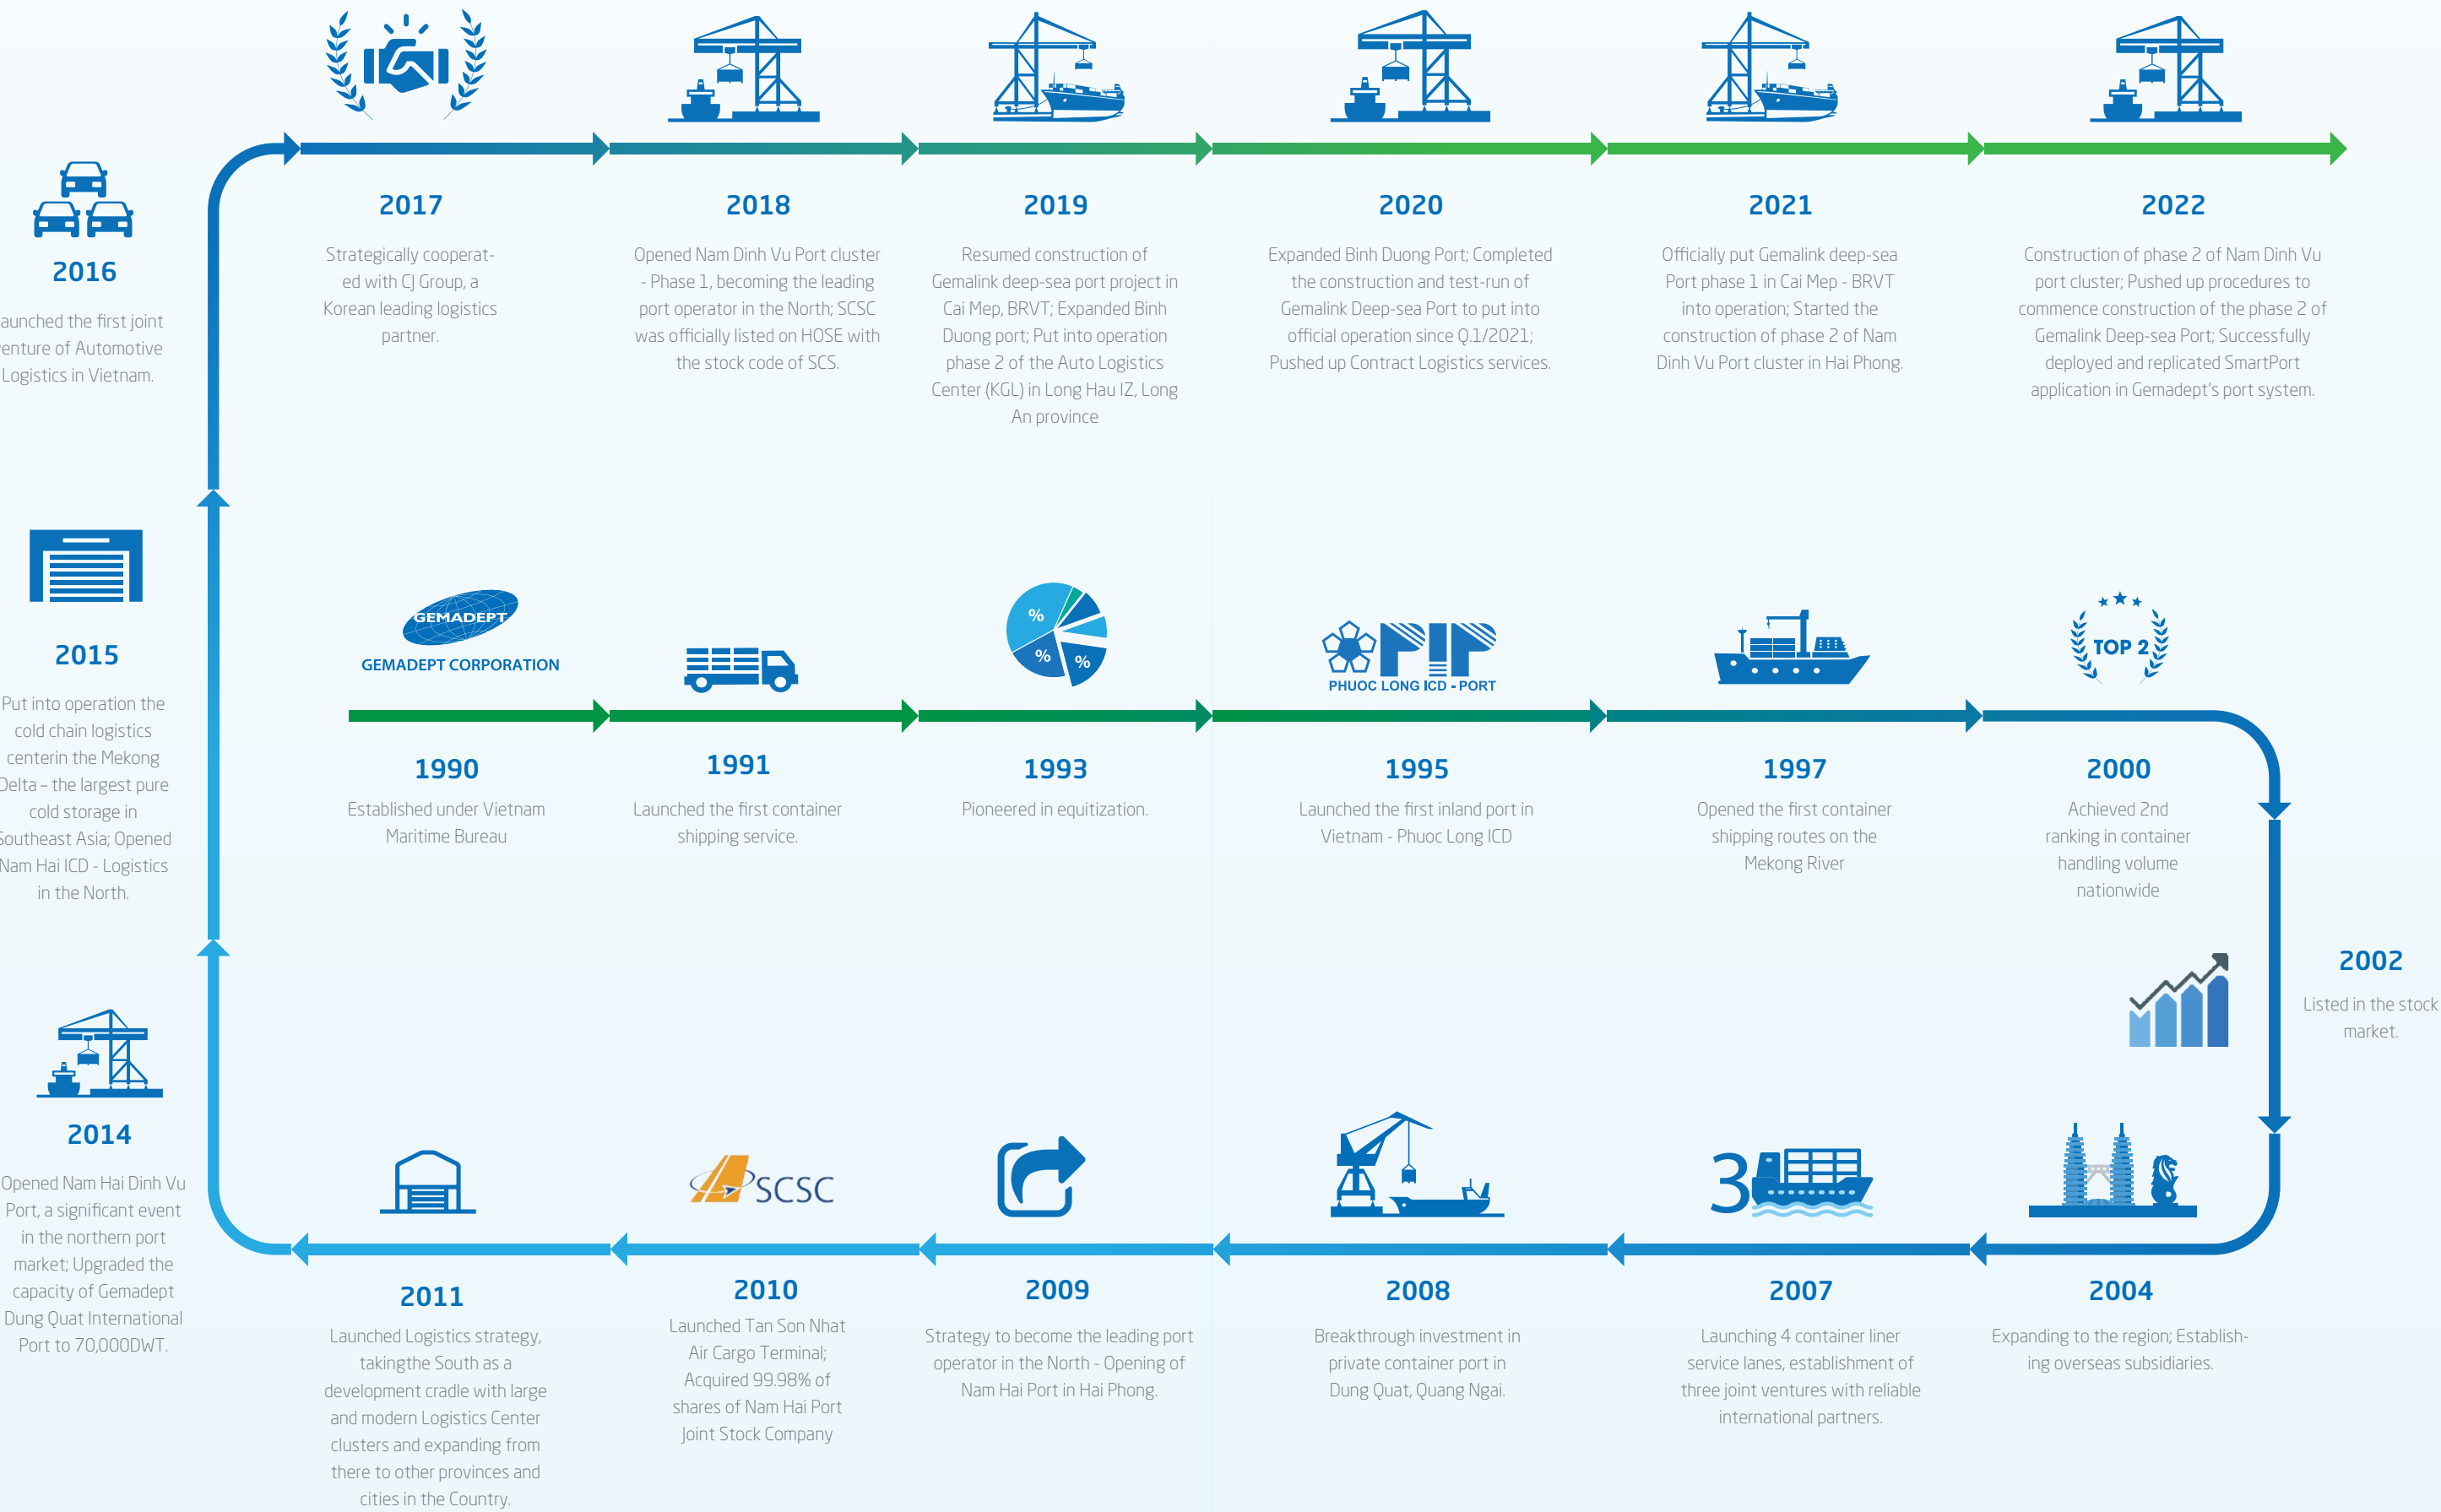 2017
Strategically cooperat-
ed with CJ Group, a
Korean leading logistics
partner.
2018
Opened Nam Dinh Vu Port cluster
- Phase 1, becoming the leading
port operator in the North; SCSC
was officially listed on HOSE with
the stock code of SCS.
2019
Resumed construction of
Gemalink deep-sea port project in
Cai Mep, BRVT; Expanded Binh
Duong port; Put into operation
phase 2 of the Auto Logistics
Center (KGL) in Long Hau IZ, Long
An province
2020
Expanded Binh Duong Port; Completed
the construction and test-run of
Gemalink Deep-sea Port to put into
official operation since Q.1/2021;
Pushed up Contract Logistics services.
2021
Officially put Gemalink deep-sea
Port phase 1 in Cai Mep - BRVT
into operation; Started the
construction of phase 2 of Nam
Dinh Vu Port cluster in Hai Phong.
2022
Construction of phase 2 of Nam Dinh Vu
port cluster; Pushed up procedures to
commence construction of the phase 2 of
Gemalink Deep-sea Port; Successfully
deployed and replicated SmartPort
application in Gemadept's port system.
2016
aunched the first joint
enture of Automotive
Logistics in Vietnam.
2015
Put into operation the
cold chain logistics
centerin the Mekong
Delta – the largest pure
cold storage in
Southeast Asia; Opened
Nam Hai ICD - Logistics
in the North.
GEMADEPT
GEMADEPT CORPORATION
1990
Established under Vietnam
Maritime Bureau
1991
Launched the first container
shipping service.
%
%
%
1993
Pioneered in equitization.
PIP
PHUOC LONG ICD - PORT
1995
Launched the first inland port in
Vietnam - Phuoc Long ICD
1997
Opened the first container
shipping routes on the
Mekong River
TOP 2
2000
Achieved 2nd
ranking in container
handling volume
nationwide
2002
Listed in the stock
market.
2014
Opened Nam Hai Dinh Vu
Port, a significant event
in the northern port
market; Upgraded the
capacity of Gemadept
Dung Quat International
Port to 70,000DWT.
2011
Launched Logistics strategy,
takingthe South as a
development cradle with large
and modern Logistics Center
clusters and expanding from
there to other provinces and
cities in the Country.
SCSC
2010
Launched Tan Son Nhat
Air Cargo Terminal;
Acquired 99.98% of
shares of Nam Hai Port
Joint Stock Company
2009
Strategy to become the leading port
operator in the North - Opening of
Nam Hai Port in Hai Phong.
2008
Breakthrough investment in
private container port in
Dung Quat, Quang Ngai.
3
2007
Launching 4 container liner
service lanes, establishment of
three joint ventures with reliable
international partners.
2004
Expanding to the region; Establish-
ing overseas subsidiaries.